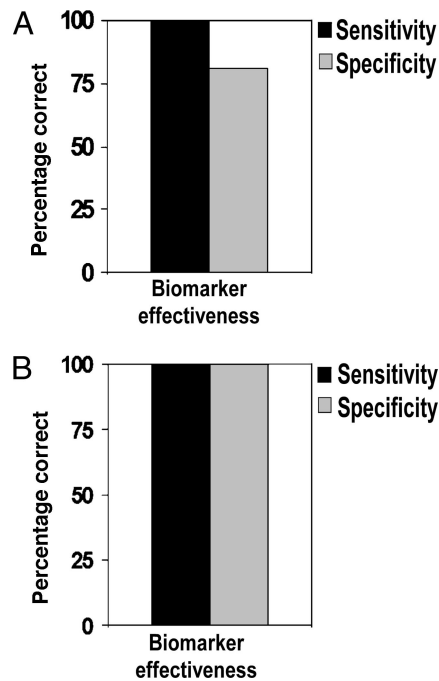 A
Percentage correct
100
75
50
25
0
Sensitivity
Specificity
Biomarker
effectiveness
B
Percentage correct
100
75
50
25
0
Sensitivity
Specificity
Biomarker
effectiveness